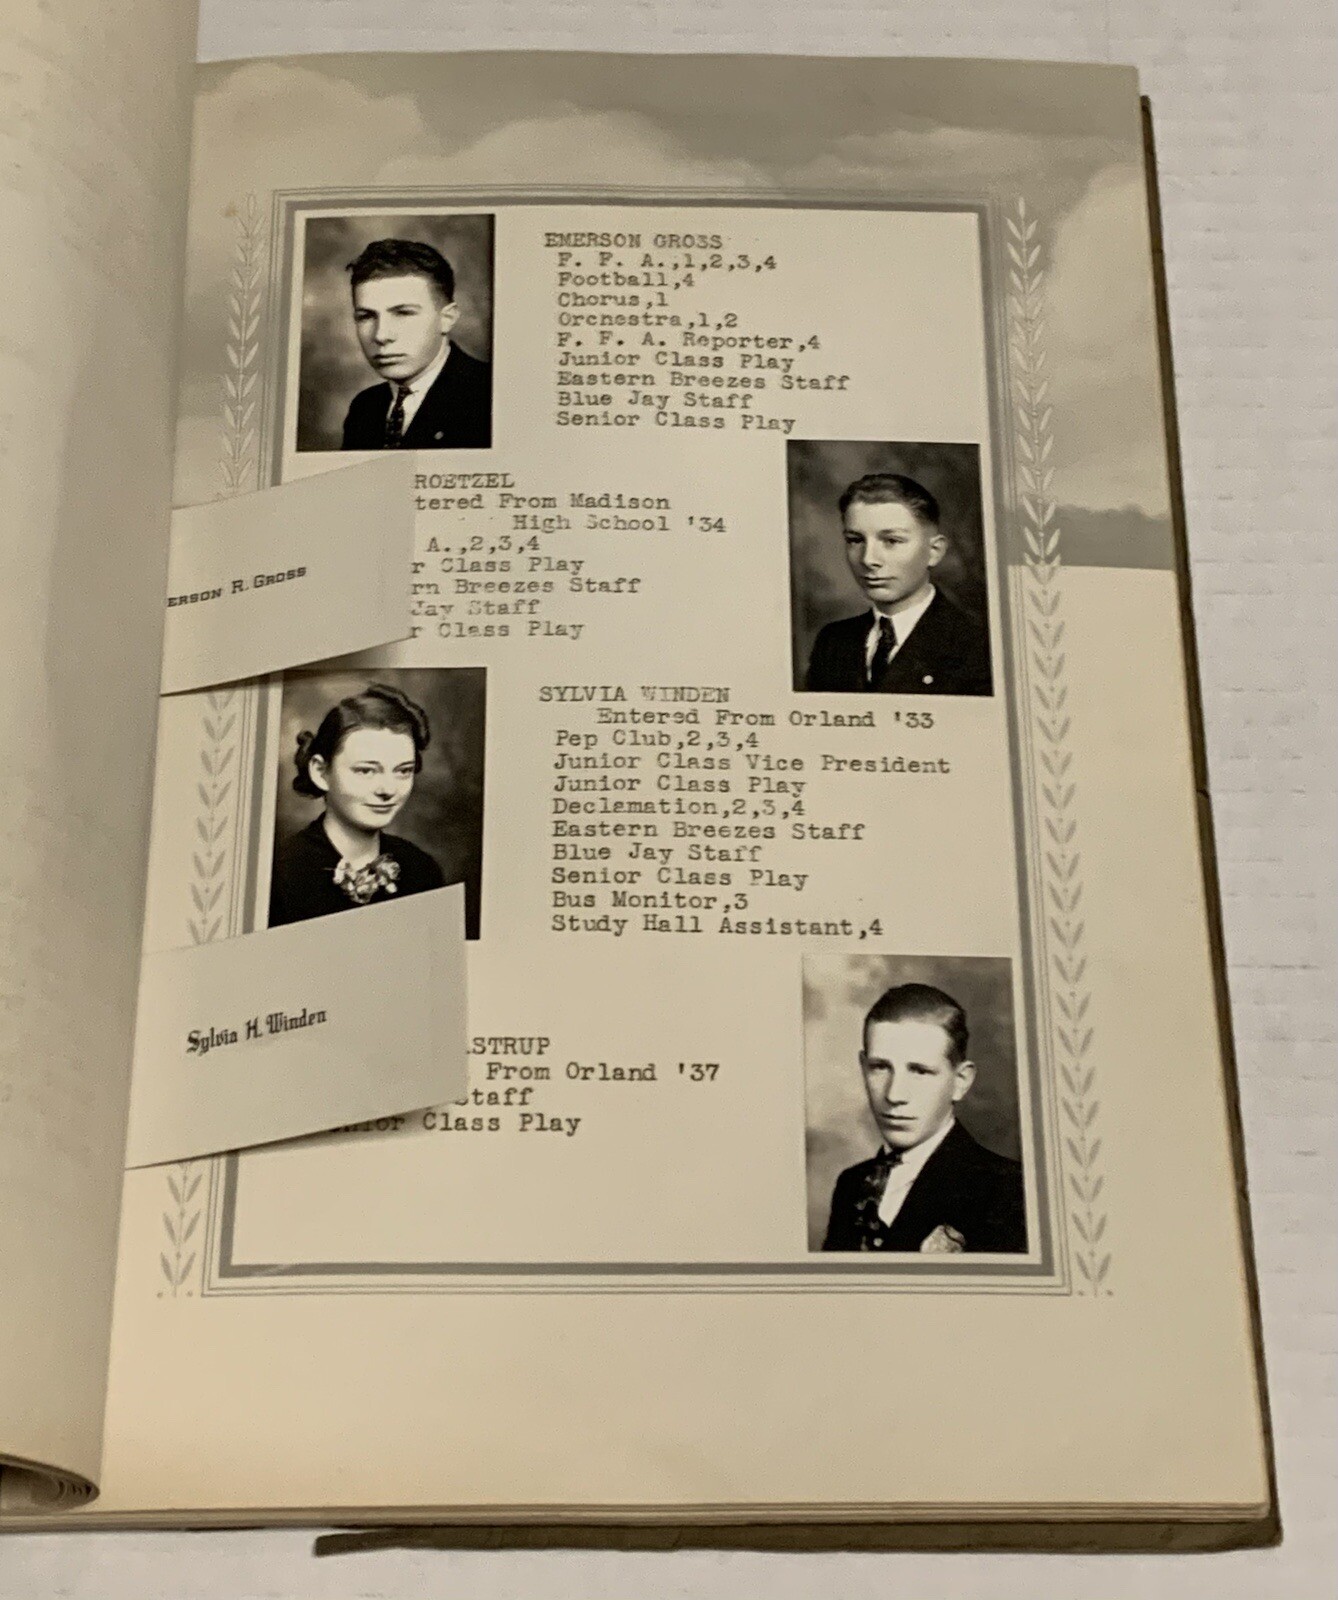 EMERSON GROSS
F. F. A.,1,2,3,4
Football,4
Chorus,1
Orchestra,1,2
F. F. A. Reporter,4
Junior Class Play
Eastern Breezes Staff
Blue Jay Staff
Senior Class Play
ROETZEL
tered From Madison
High School '34
A.,2,3,4
r Class Play
rn Breezes Staff
Jay Staff
r Class Play
ERSON R. GROSS
SYLVIA WINDEN
Entered From Orland '33
Pep Club,2,3,4
Junior Class Vice President
Junior Class Play
Declamation,2,3,4
Eastern Breezes Staff
Blue Jay Staff
Senior Class Play
Bus Monitor,3
Study Hall Assistant,4
Sylvia H. Winden
STRUP
From Orland '37
Staff
Senior Class Play